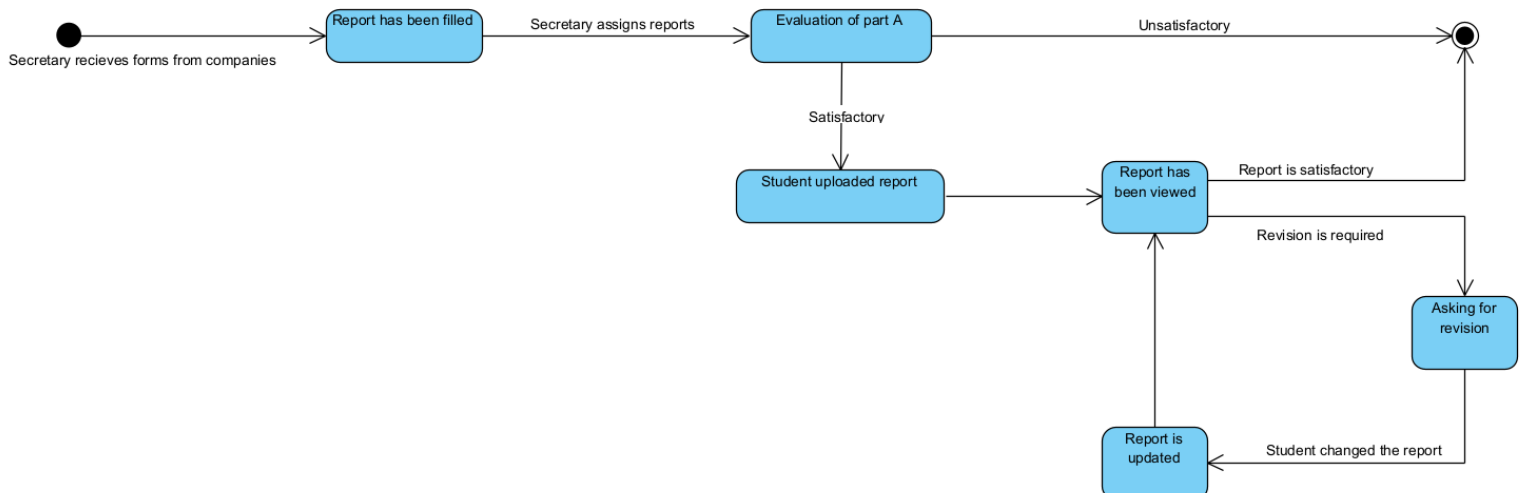 Report has been filled
Secretary assigns reports
Evaluation of part A
Unsatisfactory
Secretary recieves forms from companies
Satisfactory
Student uploaded report
Report has
been viewed
Report is satisfactory
Revision is required
Asking for
revision
Report is
updated
Student changed the report